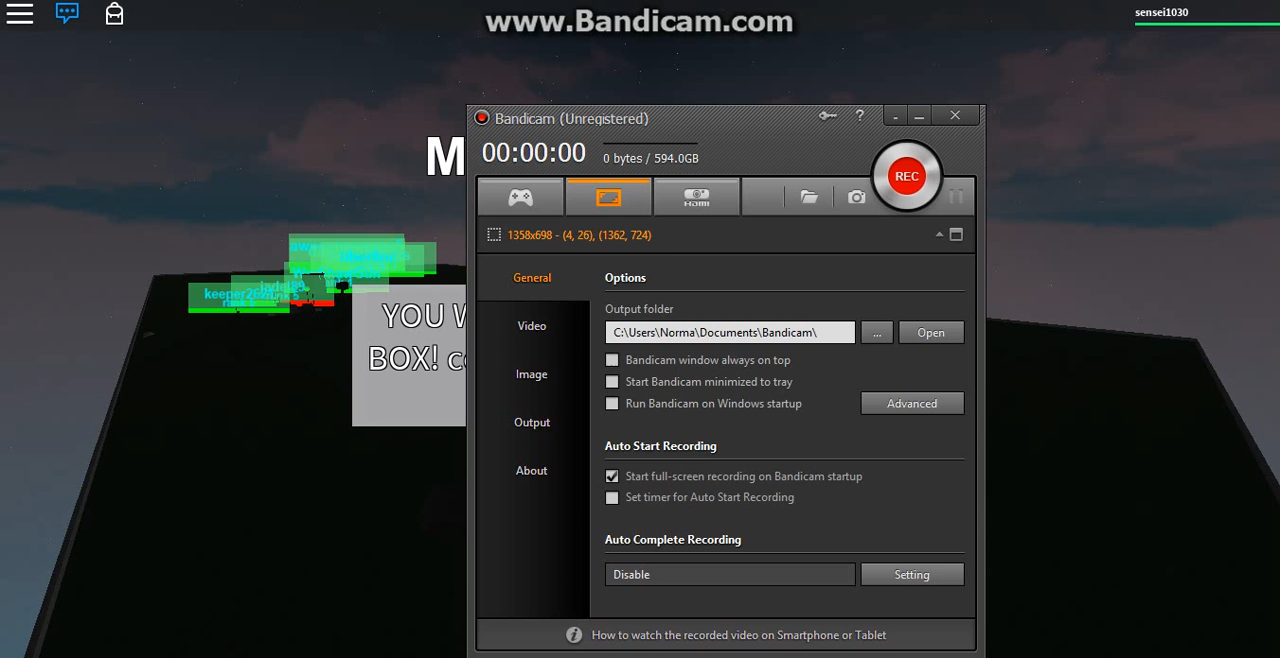 www.Bandicam.com
sensei1030
Bandicam (Unregistered)
?
00:00:00
0 bytes / 594.0GB
REC
HDMI
M
1358x698 - (4, 26), (1362, 724)
General
Video
Image
Output
About
Options
Output folder
C:\Users\Norma\Documents\Bandicam\
...
Open
Bandicam window always on top
Start Bandicam minimized to tray
Run Bandicam on Windows startup
Advanced
Auto Start Recording
Start full-screen recording on Bandicam startup
Set timer for Auto Start Recording
Auto Complete Recording
Disable
Setting
How to watch the recorded video on Smartphone or Tablet
YOU
BOX!